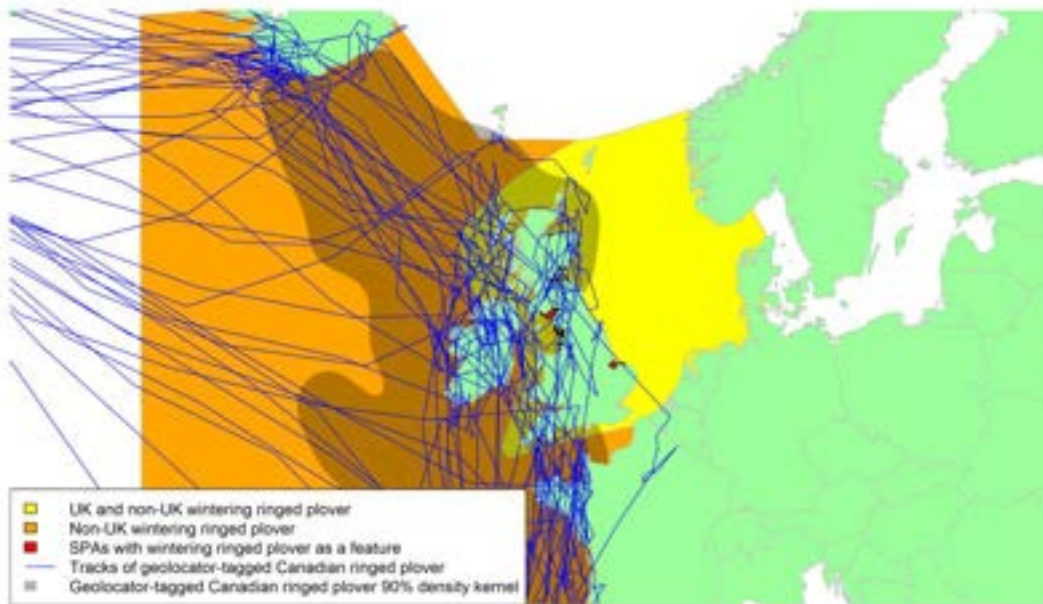 UK and non-UK wintering ringed plover
Non-UK wintering ringed plover
SPAs with wintering ringed plover as a feature
Tracks of geolocator-tagged Canadian ringed plover
Geolocator-tagged Canadian ringed plover 90% density kernel